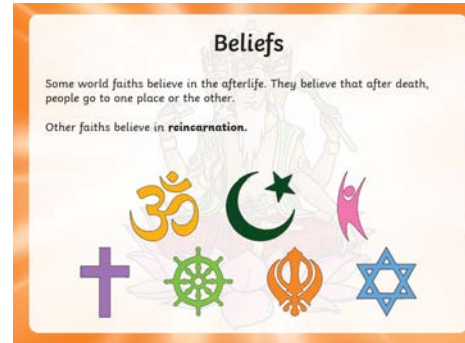 Beliefs
Some world faiths believe in the afterlife. They believe that after death,
people go to one place or the other.
Other faiths believe in reincarnation.
ॐ